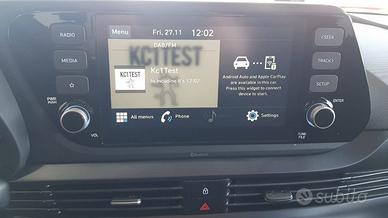 RADIO
MEDIA
PWR
PUSH
VOL
Menu
Fri, 27.11
12:02
DAB/FM
KC1TEST
KC1TEST
Kc1Test
All menus
Phone
Android Auto and Apple CarPlay
are available in this car.
Press this widget to connect
device to start.
Settings
< SEEK
TRACK >
SETUP
ENTER
TUNE
FILE
Bluetooth
subito